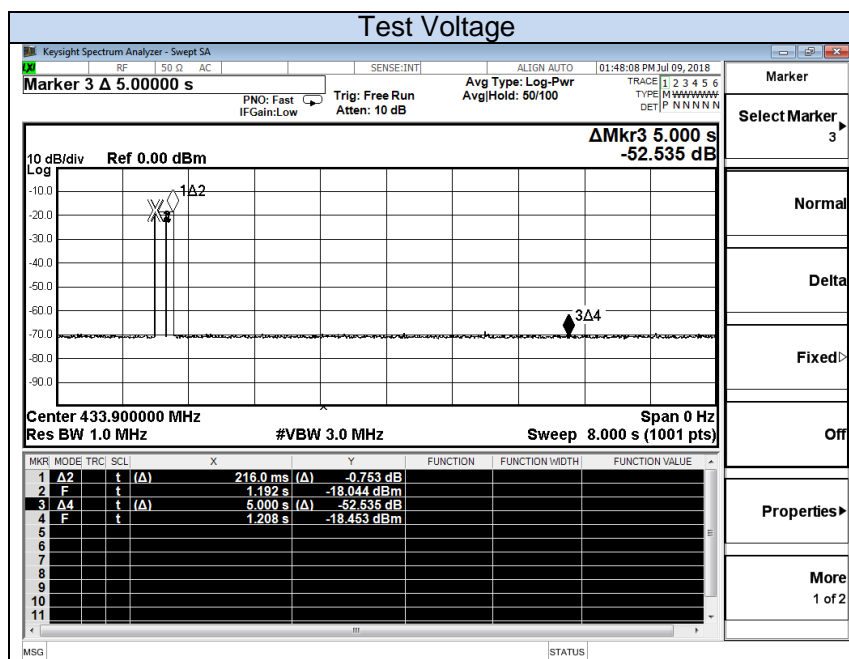 Test Voltage
Keysight Spectrum Analyzer - Swept SA
LXI RF 50 Ω AC SENSE:INT ALIGN AUTO 01:48:08 PM Jul 09, 2018
Marker 3 Δ 5.00000 s
PNO: Fast
IFGain:Low
Trig: Free Run
Atten: 10 dB
Avg Type: Log-Pwr
Avg|Hold: 50/100
TRACE 1 2 3 4 5 6
TYPE M WWWWW
DET P N N N N N
ΔMkr3 5.000 s
-52.535 dB
10 dB/div Ref 0.00 dBm
Log
-10.0
-20.0
-30.0
-40.0
-50.0
-60.0
-70.0
-80.0
-90.0
1Δ2
3Δ4
Center 433.900000 MHz Span 0 Hz
Res BW 1.0 MHz #VBW 3.0 MHz Sweep 8.000 s (1001 pts)
MKR MODE TRC SCL X Y FUNCTION FUNCTION WIDTH FUNCTION VALUE
1 Δ2 t (Δ) 216.0 ms (Δ) -0.753 dB
2 F t 1.192 s -18.044 dBm
3 Δ4 t (Δ) 5.000 s (Δ) -52.535 dB
4 F t 1.208 s -18.453 dBm
5
6
7
8
9
10
11
MSG STATUS
Marker
Select Marker
3
Normal
Delta
Fixed
Off
Properties
More
1 of 2